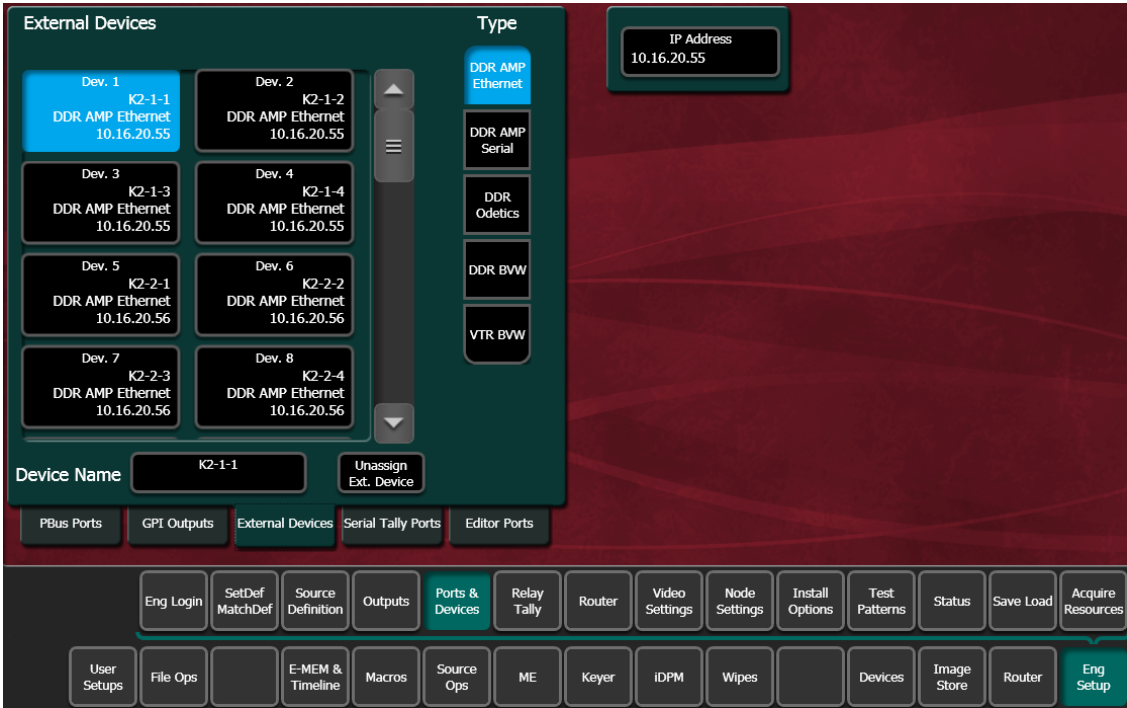 External Devices
Type
IP Address
10.16.20.55
Dev. 1
K2-1-1
DDR AMP Ethernet
10.16.20.55
Dev. 2
K2-1-2
DDR AMP Ethernet
10.16.20.55
Dev. 3
K2-1-3
DDR AMP Ethernet
10.16.20.55
Dev. 4
K2-1-4
DDR AMP Ethernet
10.16.20.55
Dev. 5
K2-2-1
DDR AMP Ethernet
10.16.20.56
Dev. 6
K2-2-2
DDR AMP Ethernet
10.16.20.56
Dev. 7
K2-2-3
DDR AMP Ethernet
10.16.20.56
Dev. 8
K2-2-4
DDR AMP Ethernet
10.16.20.56
DDR AMP
Ethernet
DDR AMP
Serial
DDR
Odetics
DDR BVW
VTR BVW
Device Name
K2-1-1
Unassign
Ext. Device
PBus Ports
GPI Outputs
External Devices
Serial Tally Ports
Editor Ports
Eng Login
SetDef
MatchDef
Source
Definition
Outputs
Ports &
Devices
Relay
Tally
Router
Video
Settings
Node
Settings
Install
Options
Test
Patterns
Status
Save Load
Acquire
Resources
User
Setups
File Ops
E-MEM &
Timeline
Macros
Source
Ops
ME
Keyer
iDPM
Wipes
Devices
Image
Store
Router
Eng
Setup